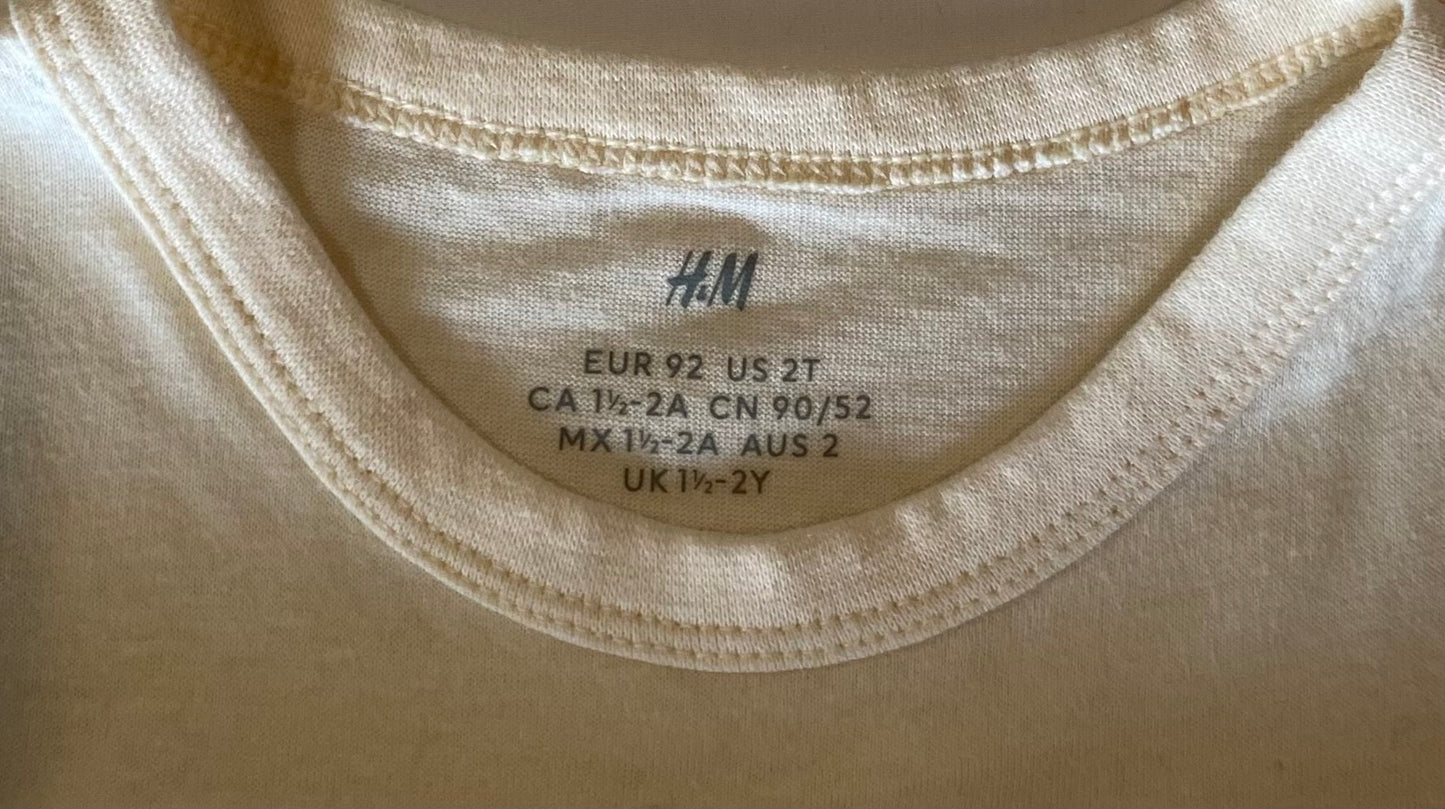 H&M
EUR 92 US 2T
CA 1½-2A CN 90/52
MX 1½-2A AUS 2
UK 1½-2Y